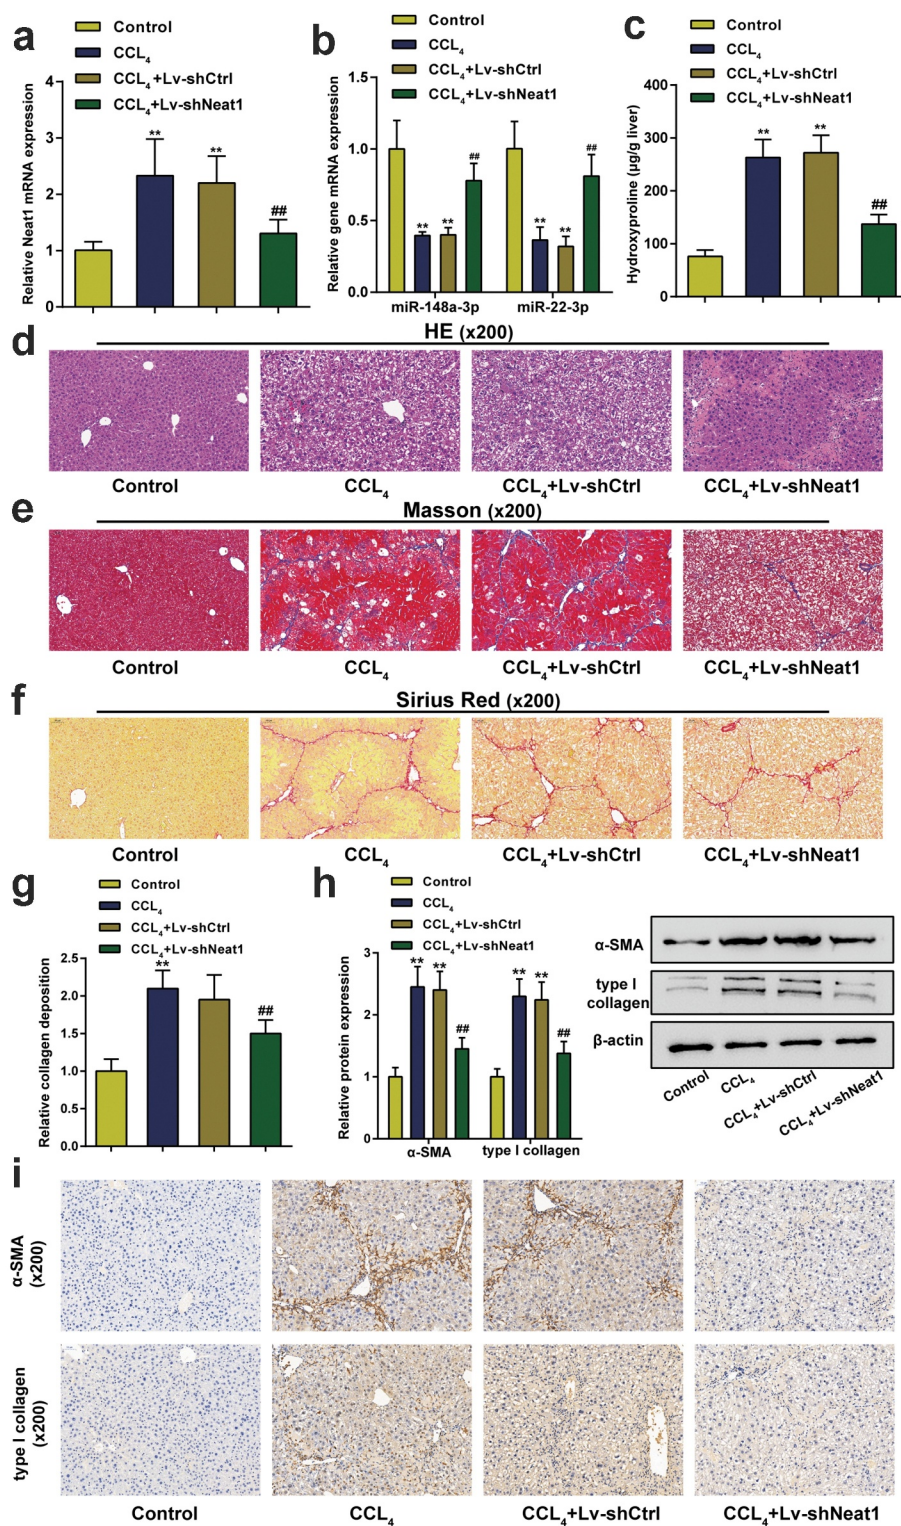 a
Control
CCL4
CCL4+Lv-shCtrl
CCL4+Lv-shNeat1
Relative Neat1 mRNA expression
4
3
2
1
0
**
**
##
b
Control
CCL4
CCL4+Lv-shCtrl
CCL4+Lv-shNeat1
Relative gene mRNA expression
1.5
1.0
0.5
0.0
** ** ##
** ** ##
miR-148a-3p miR-22-3p
c
Control
CCL4
CCL4+Lv-shCtrl
CCL4+Lv-shNeat1
Hydroxyproline (μg/g liver)
400
300
200
100
0
**
**
##
d
HE (x200)
Control CCL4 CCL4+Lv-shCtrl CCL4+Lv-shNeat1
e
Masson (x200)
Control CCL4 CCL4+Lv-shCtrl CCL4+Lv-shNeat1
f
Sirius Red (x200)
Control CCL4 CCL4+Lv-shCtrl CCL4+Lv-shNeat1
g
Control
CCL4
CCL4+Lv-shCtrl
CCL4+Lv-shNeat1
Relative collagen deposition
2.5
2.0
1.5
1.0
0.5
0.0
**
##
h
Control
CCL4
CCL4+Lv-shCtrl
CCL4+Lv-shNeat1
Relative protein expression
3
2
1
0
** ** ##
** ** ##
α-SMA type I collagen
α-SMA
type I
collagen
β-actin
Control
CCL4
CCL4+Lv-shCtrl
CCL4+Lv-shNeat1
i
α-SMA
(x200)
type I collagen
(x200)
Control CCL4 CCL4+Lv-shCtrl CCL4+Lv-shNeat1